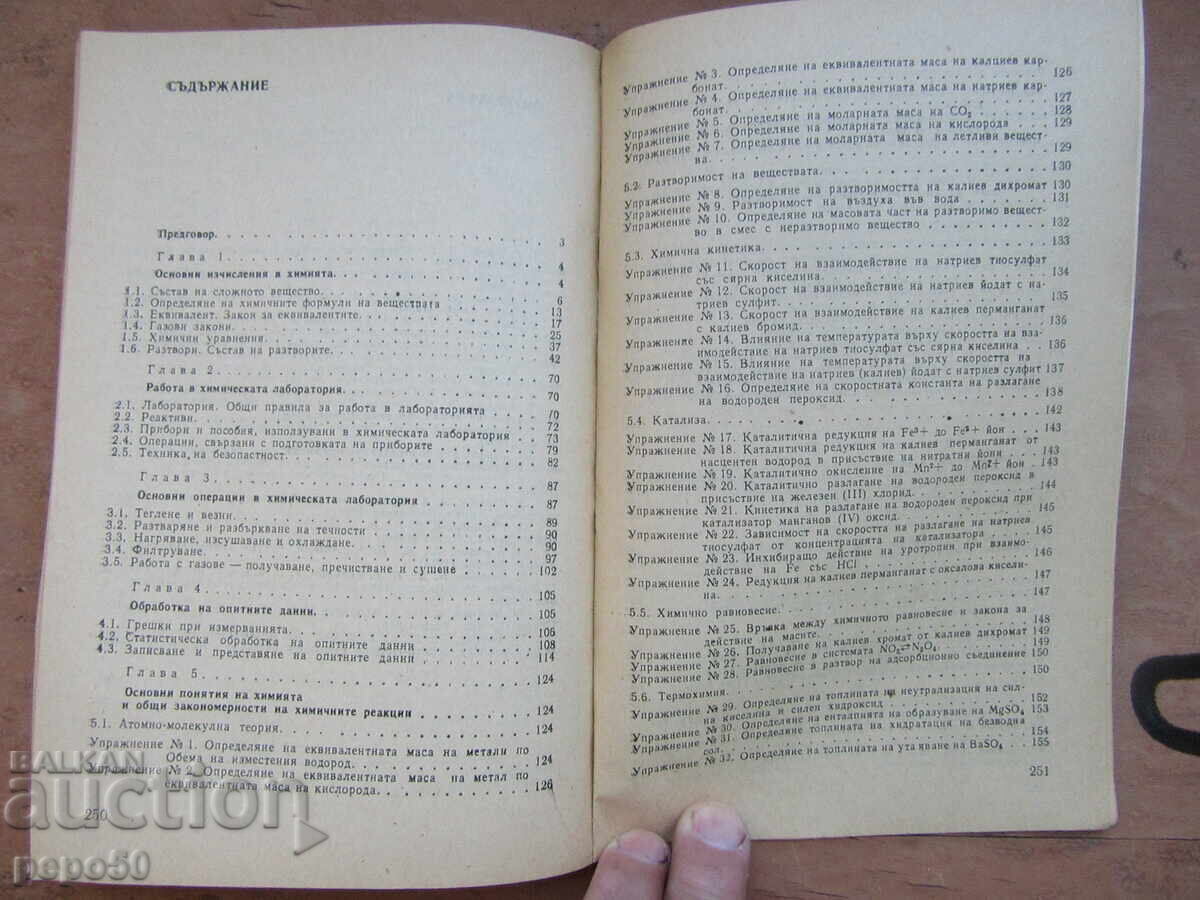 СЪДЪРЖАНИЕ
Предговор. 3
Глава 1. 4
Основни изчисления в химията. 4
1.1. Състав на сложното вещество. 6
1.2. Определяне на химичните формули на веществата 13
1.3. Еквивалент. Закон за еквивалентите. 17
1.4. Газови закони. 25
1.5. Химични уравнения. 37
1.6. Разтвори. Състав на разтворите. 42
Глава 2 70
Работа в химическата лаборатория. 70
2.1. Лаборатория. Общи правила за работа в лабораторията 70
2.2. Реактиви. 72
2.3. Прибори и пособия, използувани в химическата лаборатория 73
2.4. Операции, свързани с подготовката на приборите 79
2.5. Техника на безопастност. 82
Глава 3 87
Основни операции в химическата лаборатория 87
3.1. Теглене и везни. 89
3.2. Разтваряне и разбъркване на течности 90
3.3. Нагряване, изсушаване и охлаждане. 90
3.4. Филтруване. 97
3.5. Работа с газове — получаване, пречистване и сушене 102
Глава 4 105
Обработка на опитните данни. 105
4.1. Грешки при измерванията. 106
4.2. Статистическа обработка на опитните данни 108
4.3. Записване и представяне на опитните данни 114
Глава 5 124
Основни понятия на химията
и общи закономерности на химичните реакции 124
5.1. Атомно-молекулна теория. 124
Упражнение № 1. Определяне на еквивалентната маса на метали по
Обема на изместения водород. 124
Упражнение № 2. Определяне на еквивалентната маса на метал по
еквивалентната маса на кислорода. 126
250
Упражнение № 3. Определяне на еквивалентната маса на калциев кар-
бонат. 126
Упражнение № 4. Определяне на еквивалентната маса на натриев кар-
бонат. 127
Упражнение № 5. Определяне на моларната маса на CO₂ 128
Упражнение № 6. Определяне на моларната маса на кислорода 129
Упражнение № 7. Определяне на моларната маса на летливи вещест-
ва. 129
5.2. Разтворимост на веществата. 130
Упражнение № 8. Определяне на разтворимостта на калиев дихромат 130
Упражнение № 9. Разтворимост на въздуха във вода 131
Упражнение № 10. Определяне на масовата част на разтворимо вещест-
во в смес с неразтворимо вещество 132
5.3. Химична кинетика. 133
Упражнение № 11. Скорост на взаимодействие на натриев тиосулфат
със сярна киселина. 134
Упражнение № 12. Скорост на взаимодействие на натриев йодат с на-
триев сулфит. 135
Упражнение № 13. Скорост на взаимодействие на калиев перманганат
с калиев бромид. 136
Упражнение № 14. Влияние на температурата върху скоростта на вза-
имодействие на натриев тиосулфат със сярна киселина 136
Упражнение № 15. Влияние на температурата върху скоростта на
взаимодействие на натриев (калиев) йодат с натриев сулфит 137
Упражнение № 16. Определяне на скоростната константа на разлагане
на водороден пероксид. 138
5.4. Катализа. 142
Упражнение № 17. Каталитична редукция на Fe³⁺ до Fe²⁺ йон 143
Упражнение № 18. Каталитична редукция на калиев перманганат от
насцентен водород в присъствие на нитратни йони 143
Упражнение № 19. Каталитично окисление на Mn²⁺ до Mn⁷⁺ йон 143
Упражнение № 20. Каталитично разлагане на водороден пероксид в
присъствие на железен (III) хлорид. 144
Упражнение № 21. Кинетика на разлагане на водороден пероксид при
катализатор манганов (IV) оксид. 145
Упражнение № 22. Зависимост на скоростта на разлагане на натриев
тиосулфат от концентрацията на катализатора 145
Упражнение № 23. Инхибиращо действие на уротропин при взаимо-
действие на Fe със HCl 146
Упражнение № 24. Редукция на калиев перманганат с оксалова кисели-
на. 147
147
5.5. Химично равновесие.
Упражнение № 25. Връзка между химичното равновесие и закона за
действие на масите. 148
Упражнение № 26. Получаване на калиев хромат от калиев дихромат 149
Упражнение № 27. Равновесие в системата NO₂⇄N₂O₄. 149
Упражнение № 28. Равновесие в разтвор на адсорбционно съединение 150
5.6. Термохимия. 150
Упражнение № 29. Определяне на топлината на неутрализация на сил-
на киселина и силен хидроксид 152
Упражнение № 30. Определяне на енталпията на образуване на MgSO₄ 153
Упражнение № 31. Определяне топлината на хидратация на безводна
сол. 154
Упражнение № 32. Определяне на топлината на утаяване на BaSO₄ 155
251
BALKAN
auction
pepo50